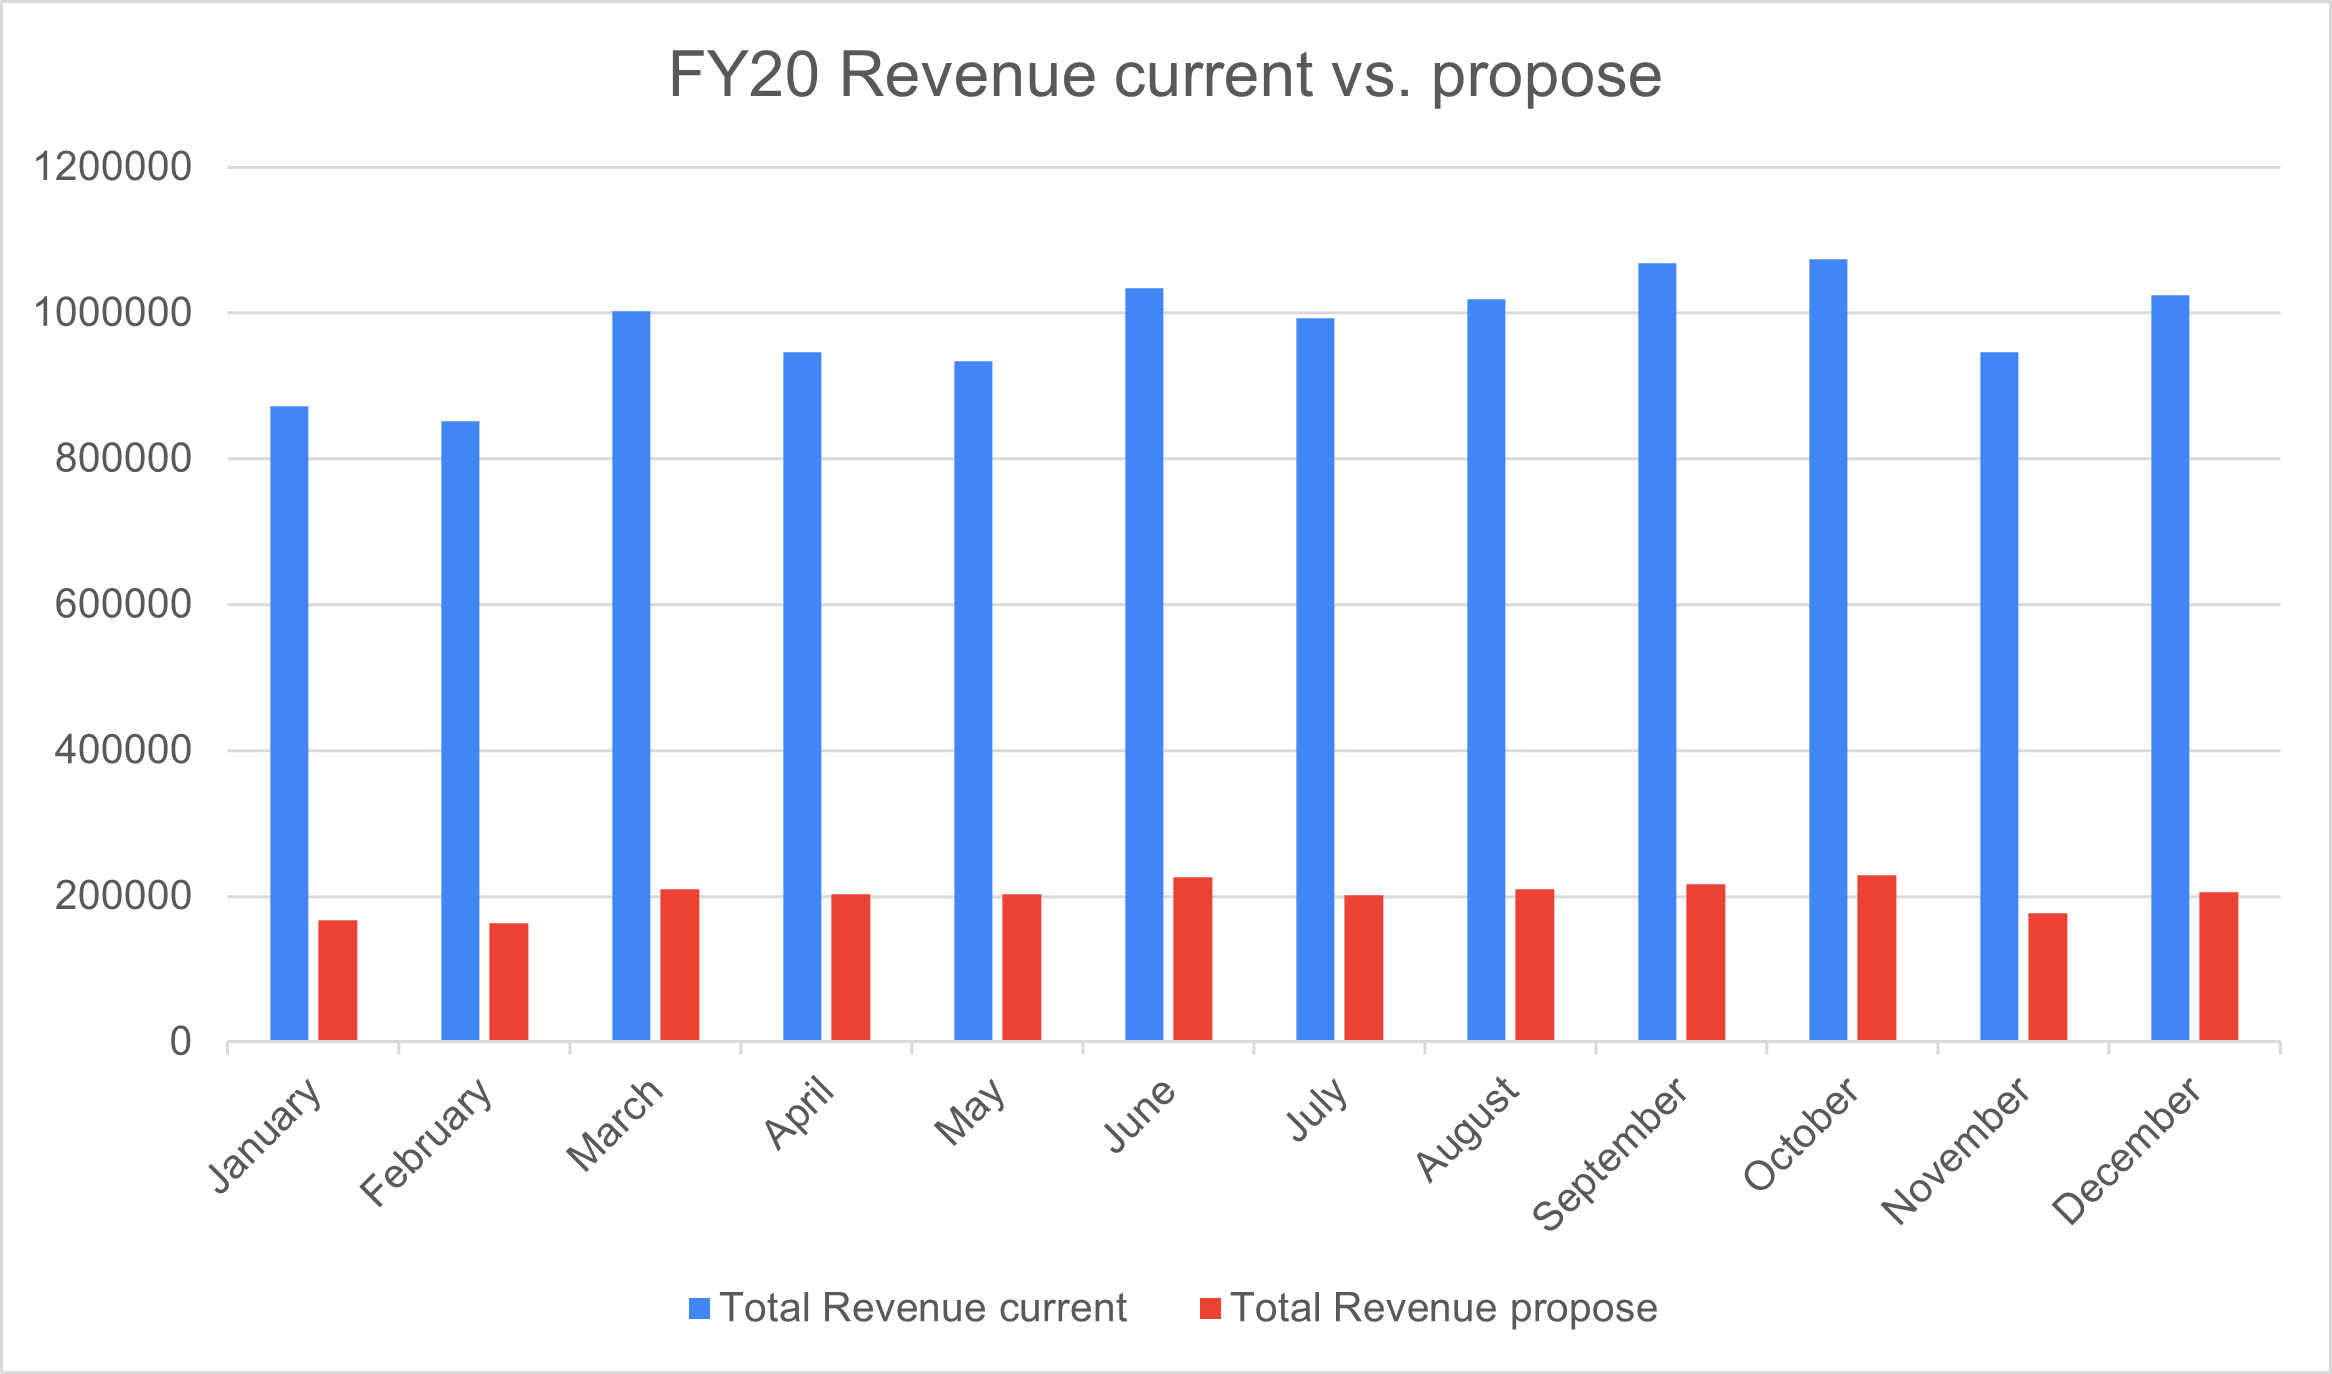 FY20 Revenue current vs. propose
1200000
1000000
800000
600000
400000
200000
0
January
February
March
April
May
June
July
August
September
October
November
December
Total Revenue current
Total Revenue propose